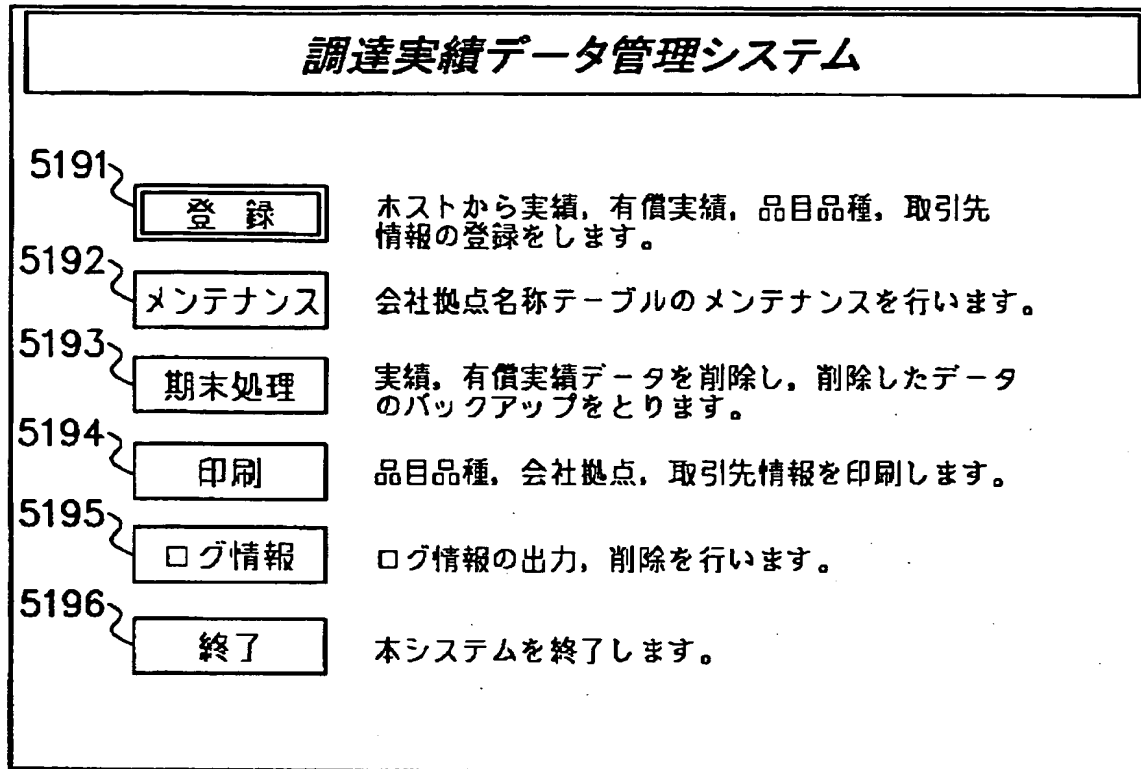 調達実績データ管理システム
5191
登 録
ホストから実績, 有償実績, 品目品種, 取引先
情報の登録をします。
5192
メンテナンス
会社拠点名称テーブルのメンテナンスを行います。
5193
期末処理
実績, 有償実績データを削除し, 削除したデータ
のバックアップをとります。
5194
印刷
品目品種, 会社拠点, 取引先情報を印刷します。
5195
ログ情報
ログ情報の出力, 削除を行います。
5196
終了
本システムを終了します。